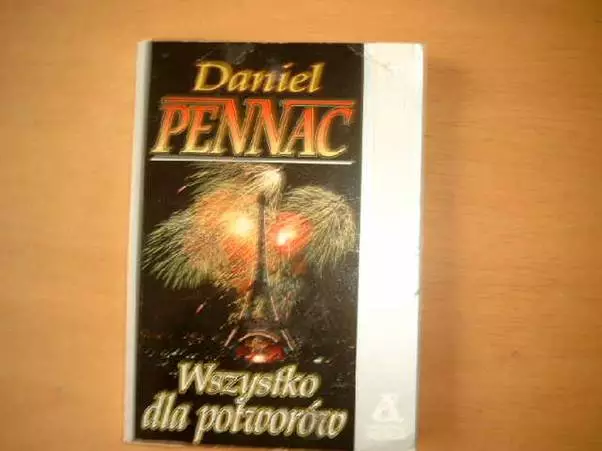 Daniel
PENNAC
Wszystko
dla potworów